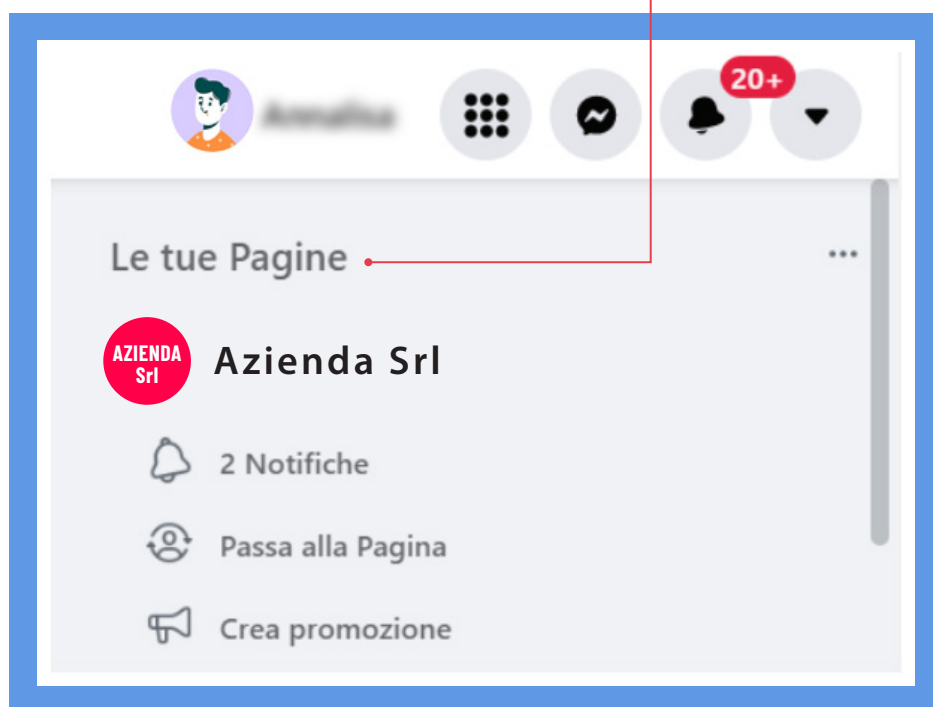 20+
Le tue Pagine
AZIENDA
Srl
Azienda Srl
2 Notifiche
Passa alla Pagina
Crea promozione